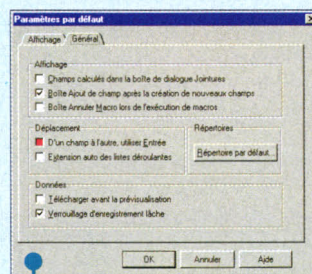 Paramètres par défaut
Affichage Général
Affichage
Champs calculés dans la boîte de dialogue Jointures
Boîte Ajout de champ après la création de nouveaux champs
Boîte Annuler Macro lors de l'exécution de macros
Déplacement
D'un champ à l'autre, utiliser Entrée
Extension auto des listes déroulantes
Répertoires
Répertoire par défaut...
Données
Télécharger avant la prévisualisation
Verrouillage d'enregistrement lâche
OK Annuler Aide